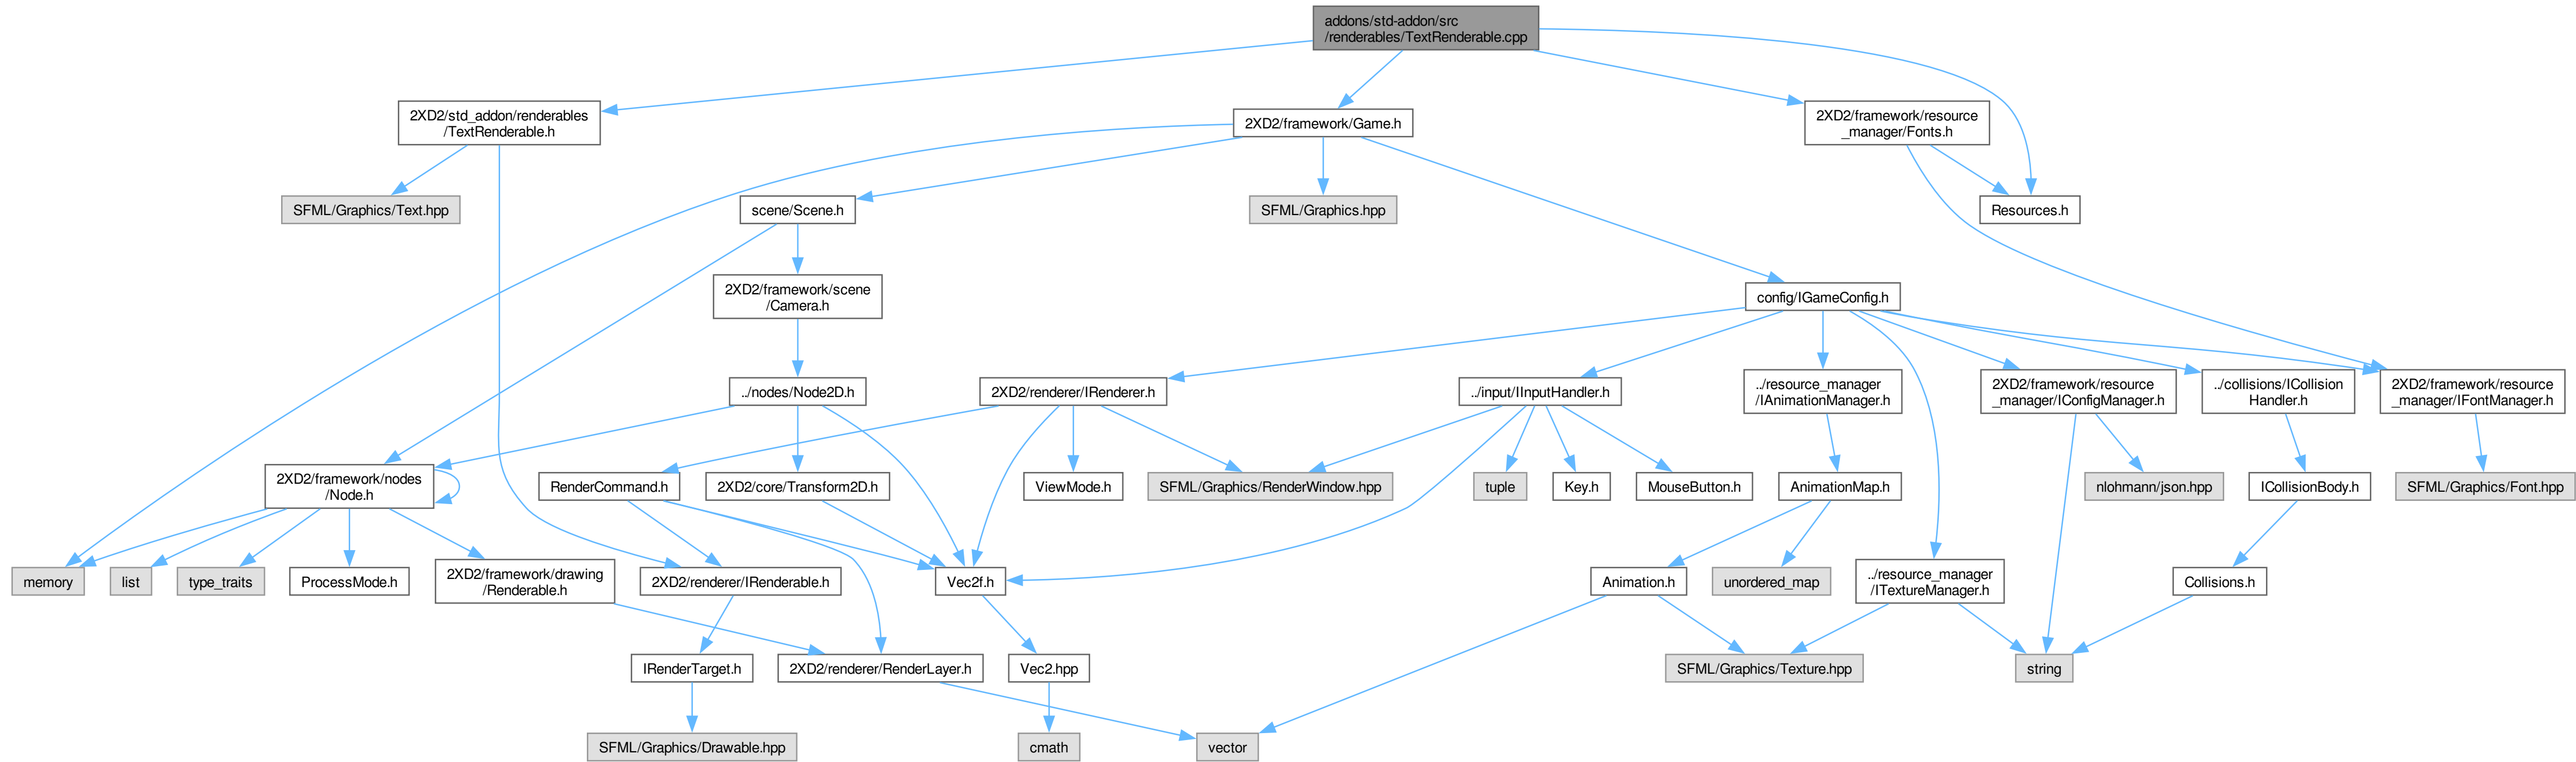 addons/std-addon/src
/renderables/TextRenderable.cpp
2XD2/std_addon/renderables
/TextRenderable.h
2XD2/framework/Game.h
2XD2/framework/resource
_manager/Fonts.h
SFML/Graphics/Text.hpp
scene/Scene.h
SFML/Graphics.hpp
Resources.h
2XD2/framework/scene
/Camera.h
config/IGameConfig.h
../nodes/Node2D.h
2XD2/renderer/IRenderer.h
../input/IInputHandler.h
../resource_manager
/IAnimationManager.h
2XD2/framework/resource
_manager/IConfigManager.h
../collisions/ICollision
Handler.h
2XD2/framework/resource
_manager/IFontManager.h
2XD2/framework/nodes
/Node.h
RenderCommand.h
2XD2/core/Transform2D.h
ViewMode.h
SFML/Graphics/RenderWindow.hpp
tuple
Key.h
MouseButton.h
AnimationMap.h
nlohmann/json.hpp
ICollisionBody.h
SFML/Graphics/Font.hpp
memory
list
type_traits
ProcessMode.h
2XD2/framework/drawing
/Renderable.h
2XD2/renderer/IRenderable.h
Vec2f.h
Animation.h
unordered_map
../resource_manager
/ITextureManager.h
Collisions.h
IRenderTarget.h
2XD2/renderer/RenderLayer.h
Vec2.hpp
SFML/Graphics/Texture.hpp
string
SFML/Graphics/Drawable.hpp
cmath
vector